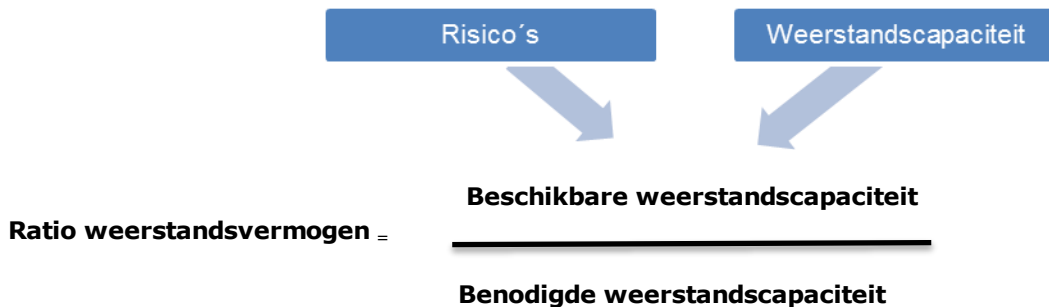 Risico´s
Weerstandscapaciteit
Beschikbare weerstandscapaciteit
Ratio weerstandsvermogen =
Benodigde weerstandscapaciteit